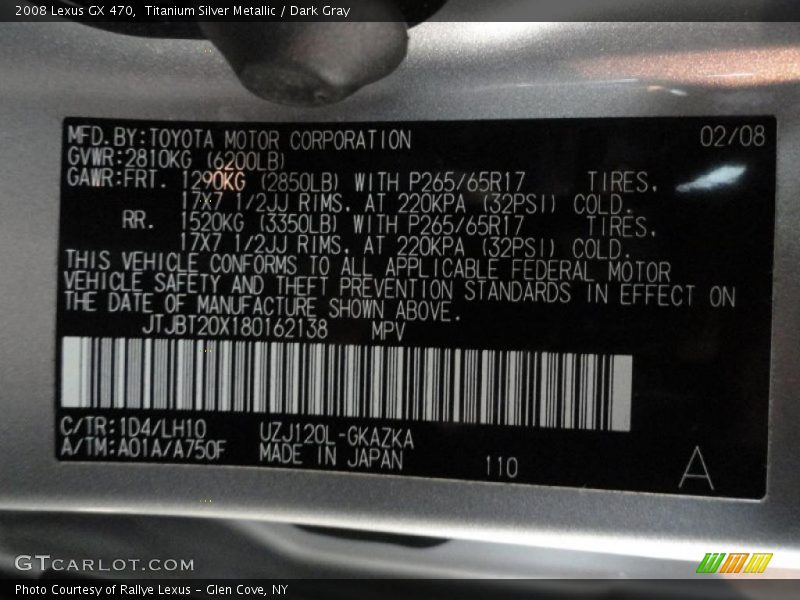 2008 Lexus GX 470, Titanium Silver Metallic / Dark Gray
MFD.BY:TOYOTA MOTOR CORPORATION 02/08
GVWR:2810KG (6200LB)
GAWR:FRT. 1290KG (2850LB) WITH P265/65R17 TIRES,
17X7 1/2JJ RIMS. AT 220KPA (32PSI) COLD.
RR. 1520KG (3350LB) WITH P265/65R17 TIRES,
17X7 1/2JJ RIMS. AT 220KPA (32PSI) COLD.
THIS VEHICLE CONFORMS TO ALL APPLICABLE FEDERAL MOTOR
VEHICLE SAFETY AND THEFT PREVENTION STANDARDS IN EFFECT ON
THE DATE OF MANUFACTURE SHOWN ABOVE.
JTJBT20X180162138 MPV
C/TR:1D4/LH10 UZJ120L-GKAZKA
A/TM:A01A/A750F MADE IN JAPAN 110 A
GTCARLOT.COM
Photo Courtesy of Rallye Lexus - Glen Cove, NY